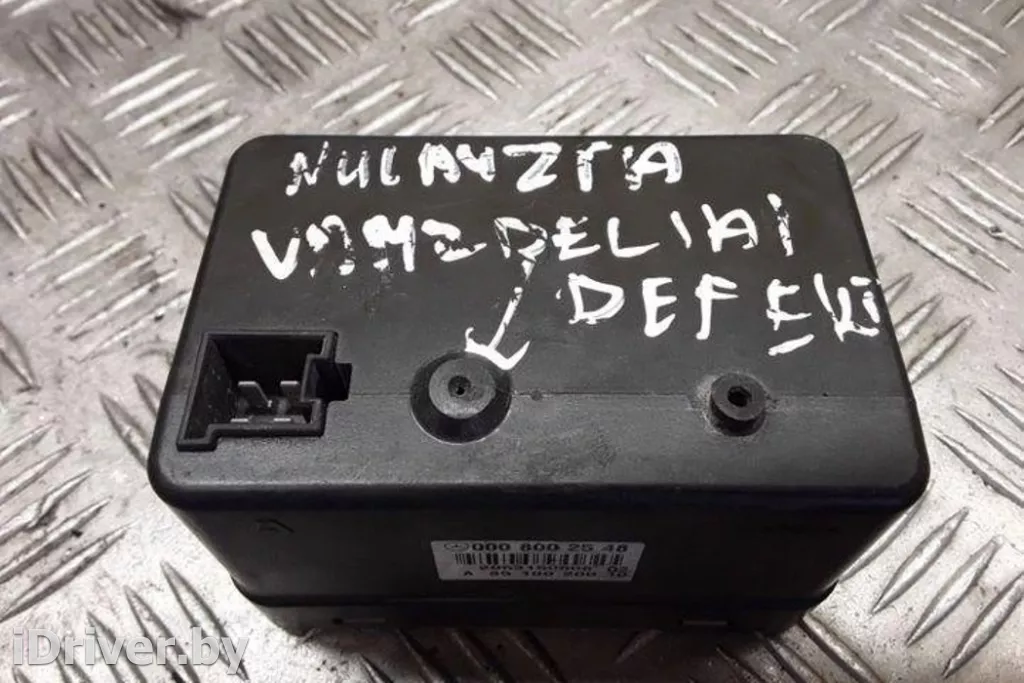 NULAUZTA
VAMZDELIAI
DEFEKT
000 800 25 48
A
iDriver.by